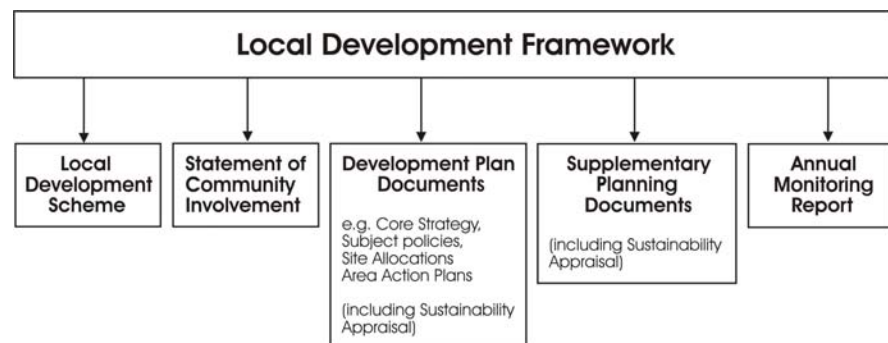 Local Development Framework
Local
Development
Scheme
Statement of
Community
Involvement
Development Plan
Documents
e.g. Core Strategy,
Subject policies,
Site Allocations
Area Action Plans
(including Sustainability
Appraisal)
Supplementary
Planning
Documents
(including Sustainability
Appraisal)
Annual
Monitoring
Report